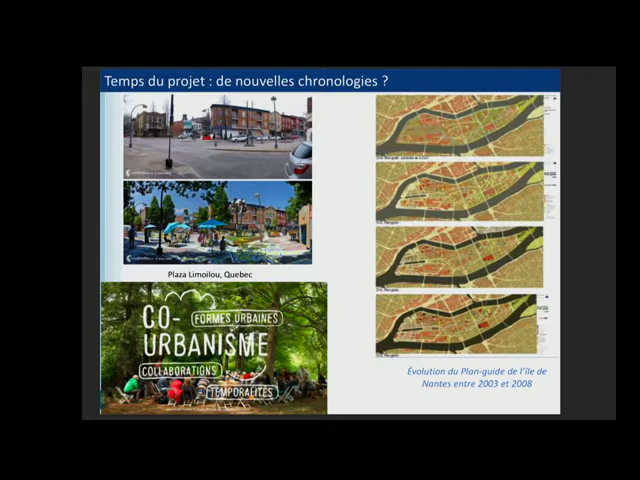 Temps du projet : de nouvelles chronologies ?
Plaza Limoilou, Quebec
CO-
URBANISME
FORMES URBAINES
COLLABORATIONS
TEMPORALITÉS
Évolution du Plan-guide de l'île de
Nantes entre 2003 et 2008